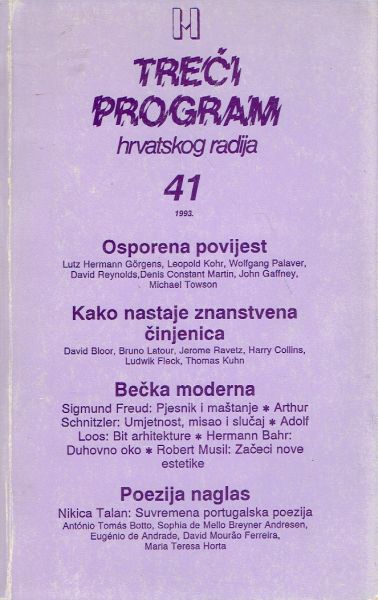 H
TREĆI
PROGRAM
hrvatskog radija
41
1993.
Osporena povijest
Lutz Hermann Görgens, Leopold Kohr, Wolfgang Palaver,
David Reynolds,Denis Constant Martin, John Gaffney,
Michael Towson
Kako nastaje znanstvena
činjenica
David Bloor, Bruno Latour, Jerome Ravetz, Harry Collins,
Ludwik Fleck, Thomas Kuhn
Bečka moderna
Sigmund Freud: Pjesnik i maštanje ✱ Arthur
Schnitzler: Umjetnost, misao i slučaj ✱ Adolf
Loos: Bit arhitekture ✱ Hermann Bahr:
Duhovno oko ✱ Robert Musil: Začeci nove
estetike
Poezija naglas
Nikica Talan: Suvremena portugalska poezija
António Tomás Botto, Sophia de Mello Breyner Andresen,
Eugénio de Andrade, David Mourão Ferreira,
Maria Teresa Horta